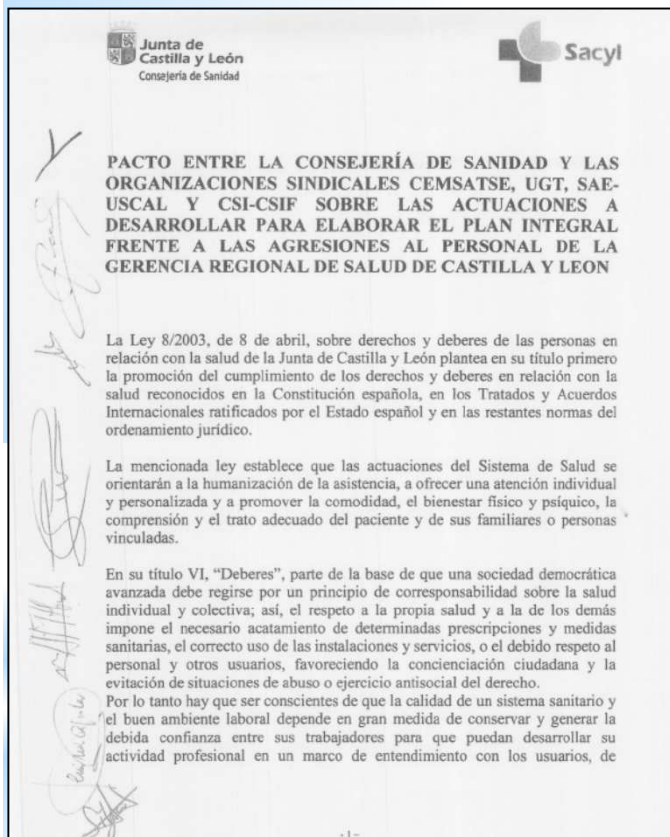 Junta de
Castilla y León
Consejería de Sanidad
Sacyl
PACTO ENTRE LA CONSEJERÍA DE SANIDAD Y LAS
ORGANIZACIONES SINDICALES CEMSATSE, UGT, SAE-
USCAL Y CSI-CSIF SOBRE LAS ACTUACIONES A
DESARROLLAR PARA ELABORAR EL PLAN INTEGRAL
FRENTE A LAS AGRESIONES AL PERSONAL DE LA
GERENCIA REGIONAL DE SALUD DE CASTILLA Y LEON
La Ley 8/2003, de 8 de abril, sobre derechos y deberes de las personas en
relación con la salud de la Junta de Castilla y León plantea en su título primero
la promoción del cumplimiento de los derechos y deberes en relación con la
salud reconocidos en la Constitución española, en los Tratados y Acuerdos
Internacionales ratificados por el Estado español y en las restantes normas del
ordenamiento jurídico.
La mencionada ley establece que las actuaciones del Sistema de Salud se
orientarán a la humanización de la asistencia, a ofrecer una atención individual
y personalizada y a promover la comodidad, el bienestar físico y psíquico, la
comprensión y el trato adecuado del paciente y de sus familiares o personas
vinculadas.
En su título VI, “Deberes”, parte de la base de que una sociedad democrática
avanzada debe regirse por un principio de corresponsabilidad sobre la salud
individual y colectiva; así, el respeto a la propia salud y a la de los demás
impone el necesario acatamiento de determinadas prescripciones y medidas
sanitarias, el correcto uso de las instalaciones y servicios, o el debido respeto al
personal y otros usuarios, favoreciendo la concienciación ciudadana y la
evitación de situaciones de abuso o ejercicio antisocial del derecho.
Por lo tanto hay que ser conscientes de que la calidad de un sistema sanitario y
el buen ambiente laboral depende en gran medida de conservar y generar la
debida confianza entre sus trabajadores para que puedan desarrollar su
actividad profesional en un marco de entendimiento con los usuarios, de
-1-